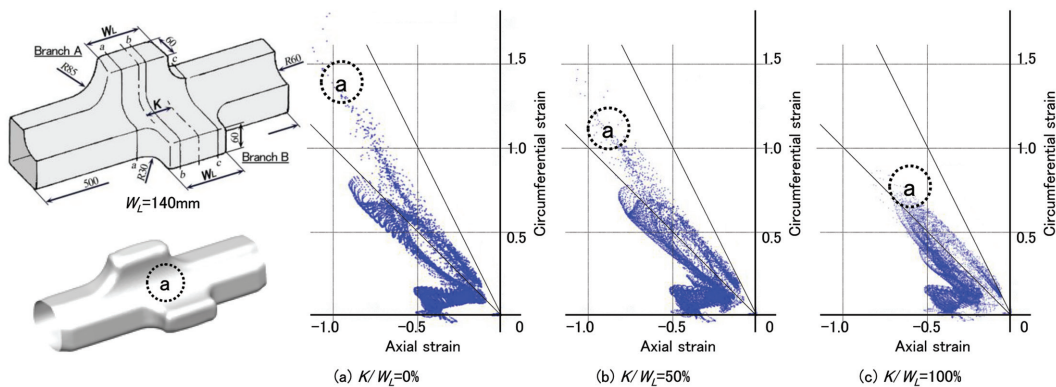 Branch A
W_L
a
b
60
c
R85
R60
K
a
R30
b
c
60
W_L
Branch B
500
W_L=140mm
a
a
1.5
1.0
0.5
Circumferential strain
-1.0
-0.5
0
Axial strain
(a) K/W_L=0%
a
1.5
1.0
0.5
Circumferential strain
-1.0
-0.5
0
Axial strain
(b) K/W_L=50%
a
1.5
1.0
0.5
Circumferential strain
-1.0
-0.5
0
Axial strain
(c) K/W_L=100%